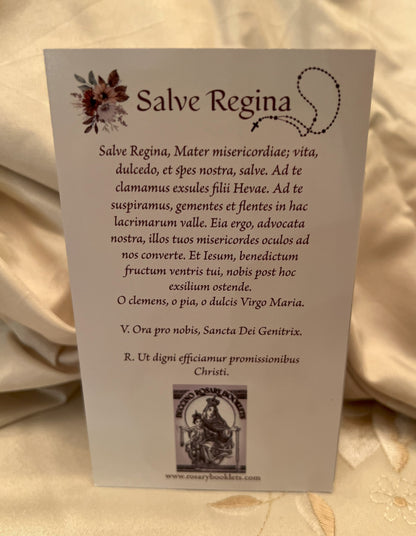 Salve Regina
Salve Regina, Mater misericordiae; vita,
dulcedo, et spes nostra, salve. Ad te
clamamus exsules filii Hevae. Ad te
suspiramus, gementes et flentes in hac
lacrimarum valle. Eia ergo, advocata
nostra, illos tuos misericordes oculos ad
nos converte. Et Iesum, benedictum
fructum ventris tui, nobis post hoc
exsilium ostende.
O clemens, o pia, o dulcis Virgo Maria.
V. Ora pro nobis, Sancta Dei Genitrix.
R. Ut digni efficiamur promissionibus
Christi.
ROSARY BOOKLETS
www.rosarybooklets.com